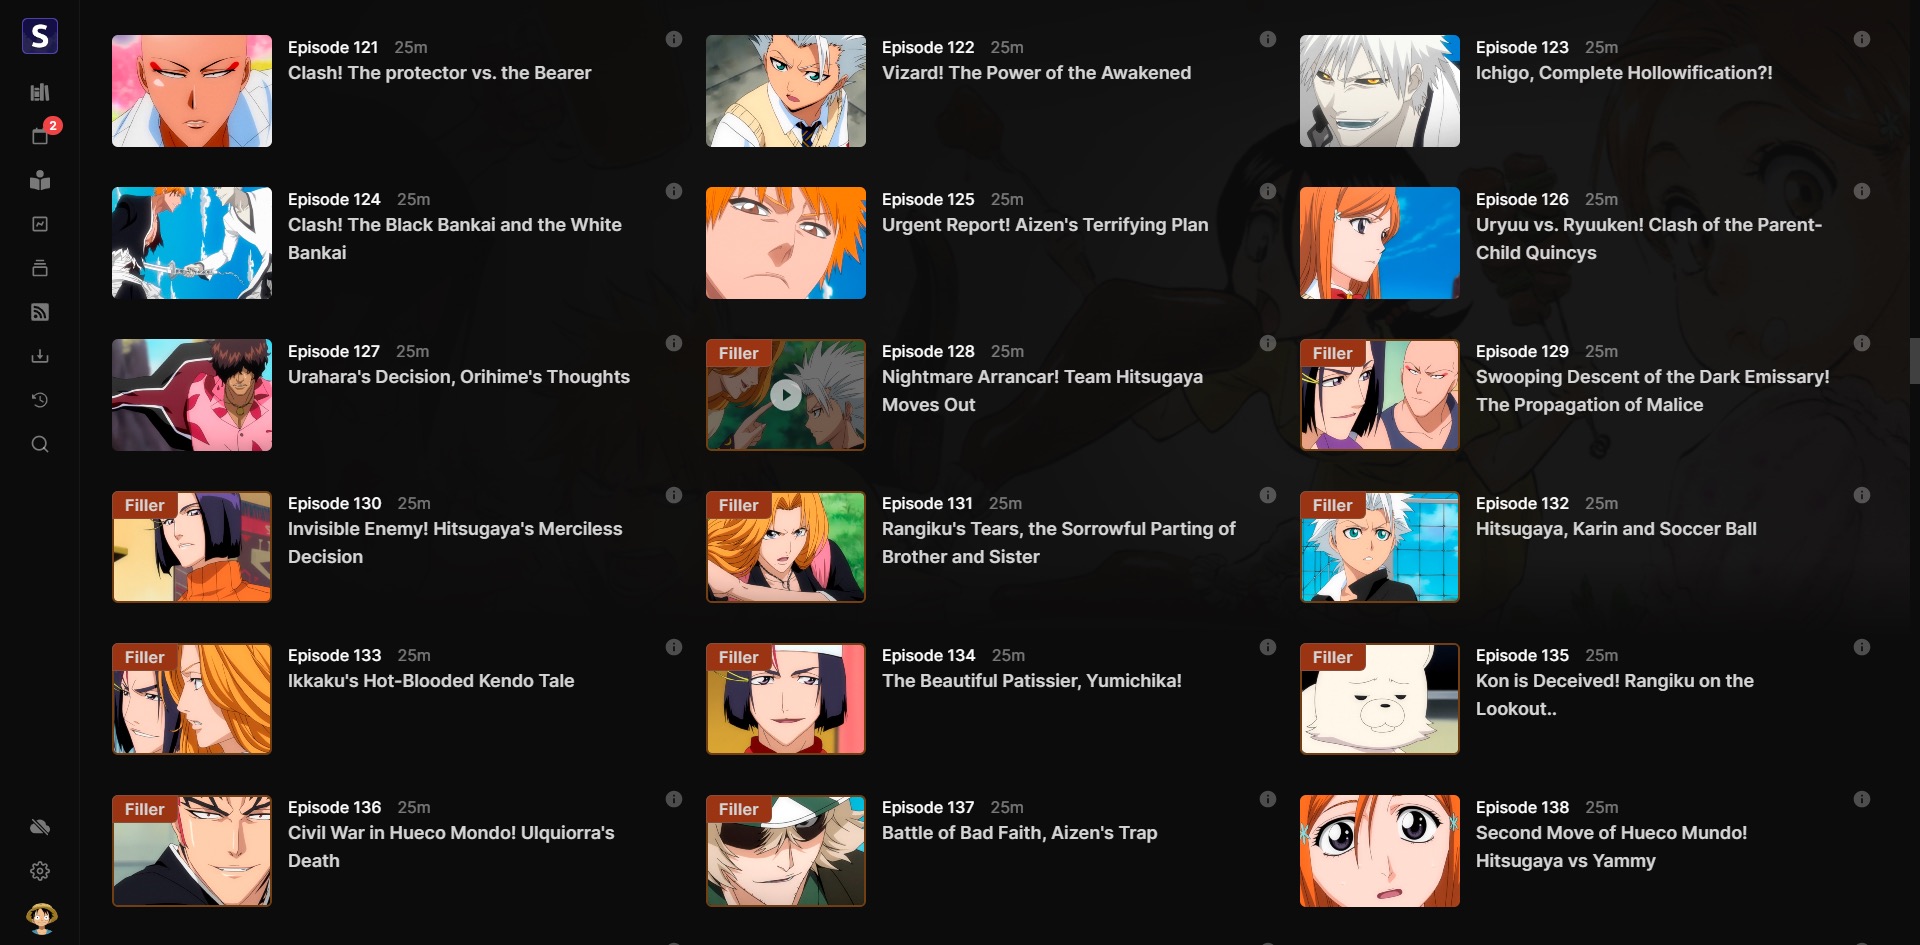 S
2
Episode 121 25m
Clash! The protector vs. the Bearer
Episode 122 25m
Vizard! The Power of the Awakened
Episode 123 25m
Ichigo, Complete Hollowification?!
Episode 124 25m
Clash! The Black Bankai and the White
Bankai
Episode 125 25m
Urgent Report! Aizen's Terrifying Plan
Episode 126 25m
Uryuu vs. Ryuuken! Clash of the Parent-
Child Quincys
Episode 127 25m
Urahara's Decision, Orihime's Thoughts
Filler
Episode 128 25m
Nightmare Arrancar! Team Hitsugaya
Moves Out
Filler
Episode 129 25m
Swooping Descent of the Dark Emissary!
The Propagation of Malice
Filler
Episode 130 25m
Invisible Enemy! Hitsugaya's Merciless
Decision
Filler
Episode 131 25m
Rangiku's Tears, the Sorrowful Parting of
Brother and Sister
Filler
Episode 132 25m
Hitsugaya, Karin and Soccer Ball
Filler
Episode 133 25m
Ikkaku's Hot-Blooded Kendo Tale
Filler
Episode 134 25m
The Beautiful Patissier, Yumichika!
Filler
Episode 135 25m
Kon is Deceived! Rangiku on the
Lookout..
Filler
Episode 136 25m
Civil War in Hueco Mondo! Ulquiorra's
Death
Filler
Episode 137 25m
Battle of Bad Faith, Aizen's Trap
Episode 138 25m
Second Move of Hueco Mundo!
Hitsugaya vs Yammy